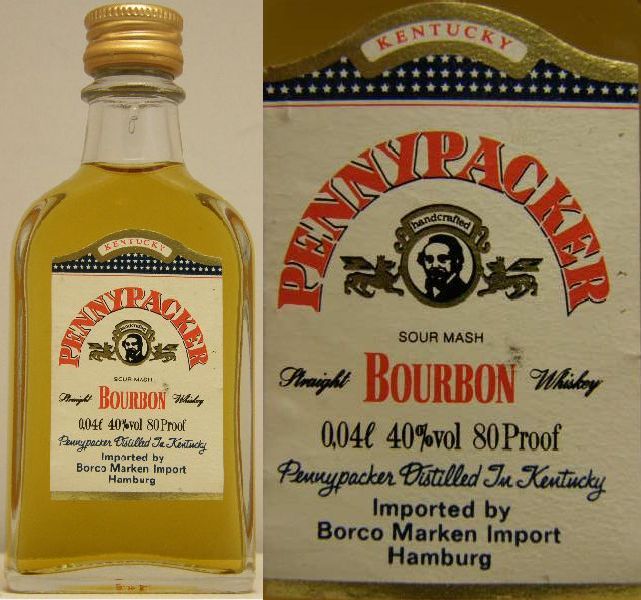 KENTUCKY
PENNYPACKER
handcrafted
SOUR MASH
Straight BOURBON Whiskey
0,04ℓ 40%vol 80 Proof
Pennypacker Distilled In Kentucky
Imported by
Borco Marken Import
Hamburg
KENTUCKY
PENNYPACKER
handcrafted
SOUR MASH
Straight BOURBON Whiskey
0,04ℓ 40%vol 80 Proof
Pennypacker Distilled In Kentucky
Imported by
Borco Marken Import
Hamburg